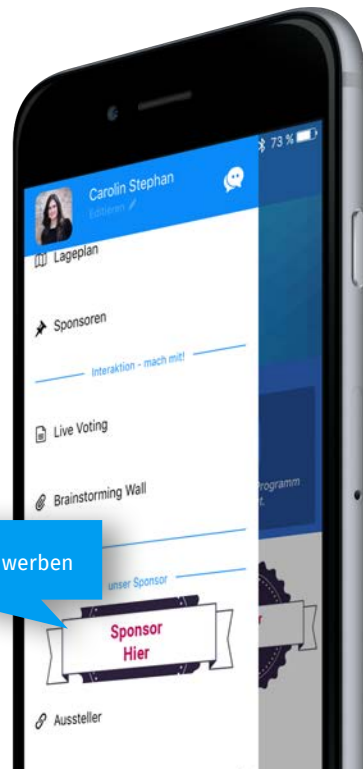 73 %
Carolin Stephan
Editieren
Lageplan
Sponsoren
Interaktion - mach mit!
Live Voting
Brainstorming Wall
Programm
t.
werben
unser Sponsor
Sponsor
Hier
r
Aussteller